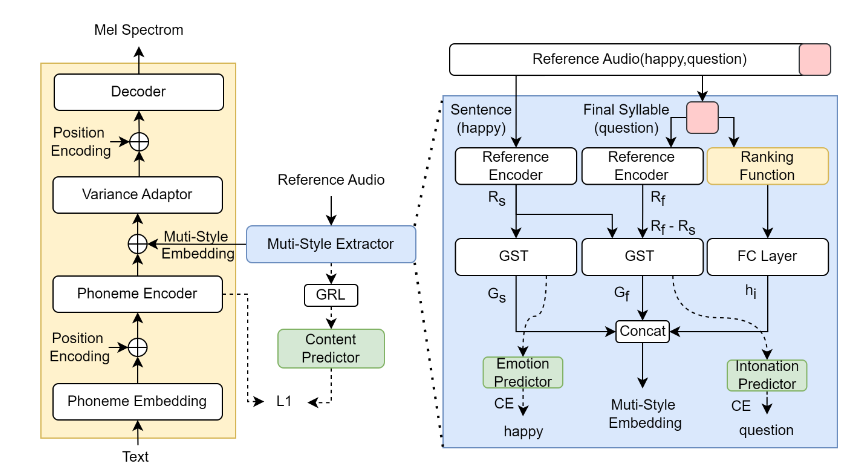 Mel Spectrom
Decoder
Position
Encoding
Variance Adaptor
Muti-Style
Embedding
Phoneme Encoder
Position
Encoding
Phoneme Embedding
Text
Reference Audio
Muti-Style Extractor
GRL
Content
Predictor
L1
Reference Audio(happy,question)
Sentence
(happy)
Final Syllable
(question)
Reference
Encoder
Reference
Encoder
Ranking
Function
Rs
Rf
Rf - Rs
GST
GST
FC Layer
Gs
Gf
hi
Concat
Emotion
Predictor
Intonation
Predictor
CE
happy
Muti-Style
Embedding
CE
question